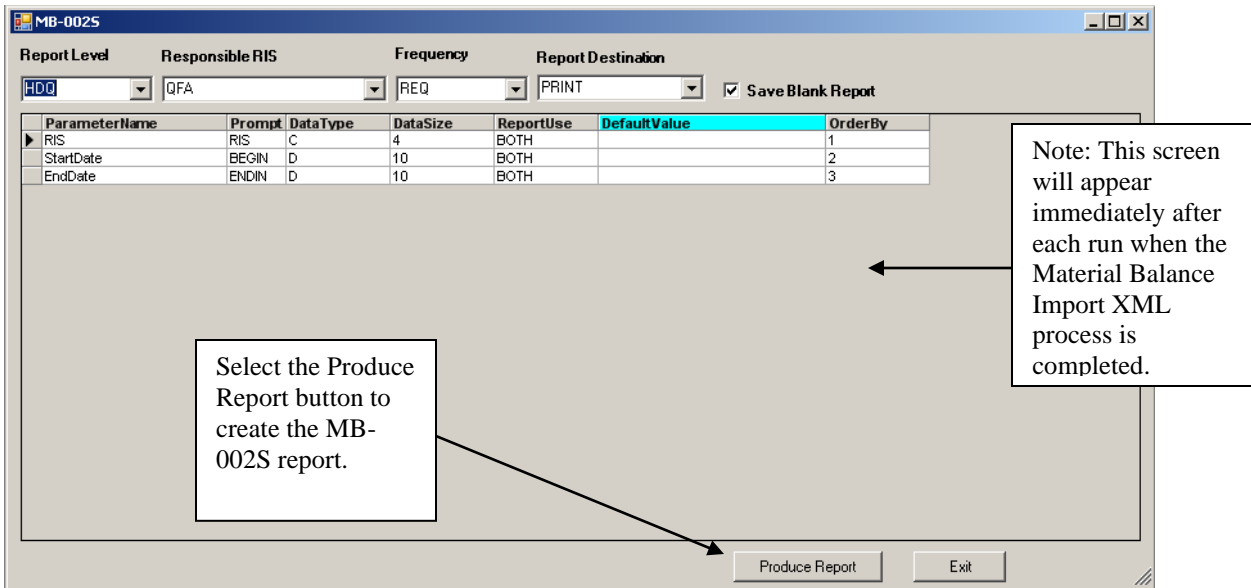 MB-002S
Report Level Responsible RIS Frequency Report Destination
HDQ QFA REQ PRINT Save Blank Report
ParameterName Prompt DataType DataSize ReportUse DefaultValue OrderBy
RIS RIS C 4 BOTH 1
StartDate BEGIN D 10 BOTH 2
EndDate ENDIN D 10 BOTH 3
Note: This screen
will appear
immediately after
each run when the
Material Balance
Import XML
process is
completed.
Select the Produce
Report button to
create the MB-
002S report.
Produce Report Exit